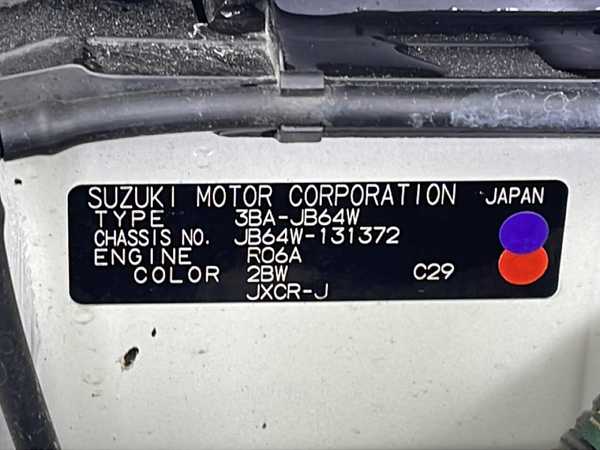 SUZUKI MOTOR CORPORATION JAPAN
TYPE 3BA-JB64W
CHASSIS NO. JB64W-131372
ENGINE R06A
COLOR 2BW C29
JXCR-J